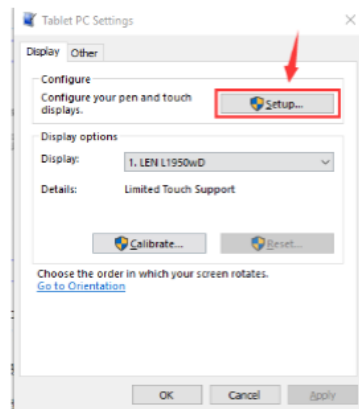 Tablet PC Settings
Display Other
Configure
Configure your pen and touch
displays.
Setup...
Display options
Display: 1. LEN L1950wD
Details: Limited Touch Support
Calibrate... Reset...
Choose the order in which your screen rotates.
Go to Orientation
OK Cancel Apply